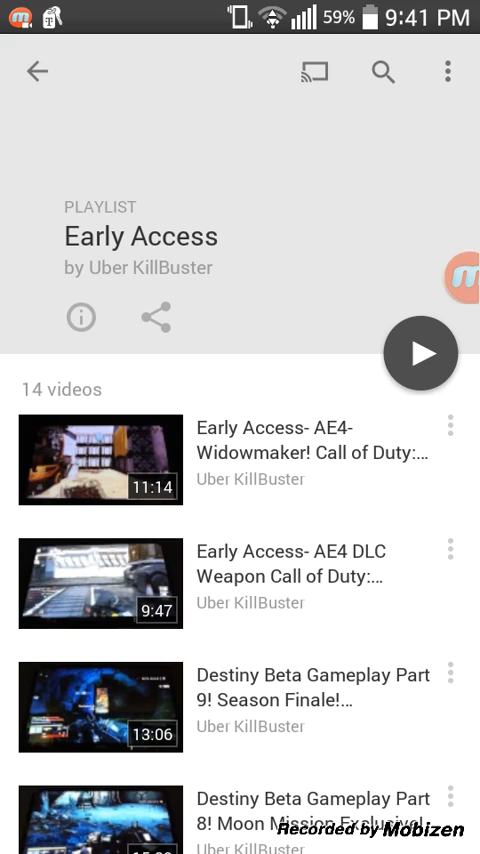 59% 9:41 PM
PLAYLIST
Early Access
by Uber KillBuster
14 videos
Early Access- AE4-
Widowmaker! Call of Duty:...
Uber KillBuster
11:14
Early Access- AE4 DLC
Weapon Call of Duty:...
Uber KillBuster
9:47
Destiny Beta Gameplay Part
9! Season Finale!...
Uber KillBuster
13:06
Destiny Beta Gameplay Part
8! Moon Mission Exclusive!
Uber KillBuster
Recorded by Mobizen